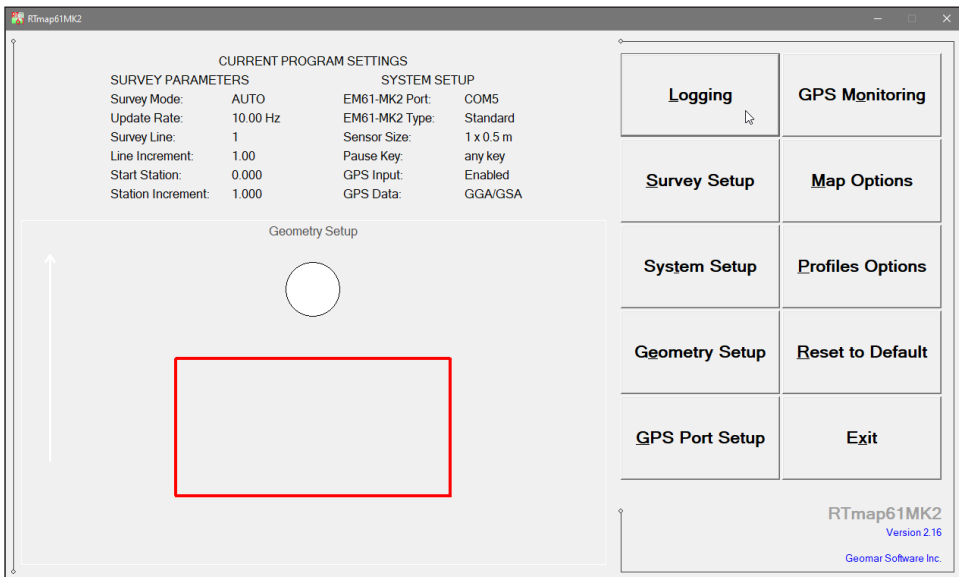 RTmap61MK2
CURRENT PROGRAM SETTINGS
SURVEY PARAMETERS SYSTEM SETUP
Survey Mode: AUTO EM61-MK2 Port: COM5
Update Rate: 10.00 Hz EM61-MK2 Type: Standard
Survey Line: 1 Sensor Size: 1 x 0.5 m
Line Increment: 1.00 Pause Key: any key
Start Station: 0.000 GPS Input: Enabled
Station Increment: 1.000 GPS Data: GGA/GSA
Geometry Setup
Logging GPS Monitoring
Survey Setup Map Options
System Setup Profiles Options
Geometry Setup Reset to Default
GPS Port Setup Exit
RTmap61MK2
Version 2.16
Geomar Software Inc.